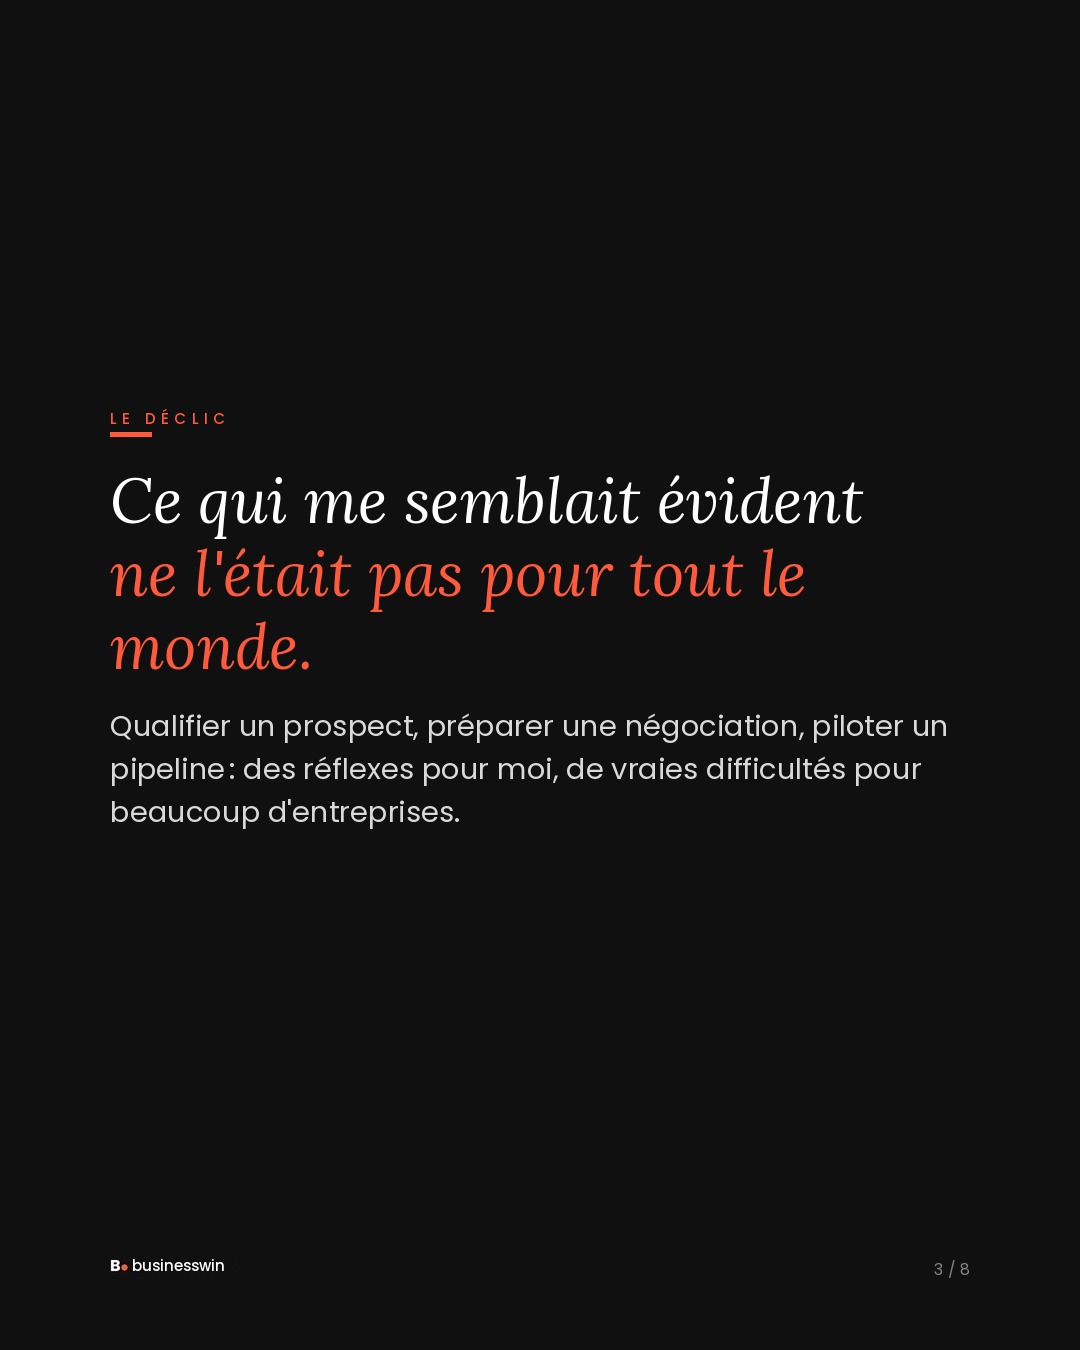 LE DÉCLIC
Ce qui me semblait évident
ne l'était pas pour tout le
monde.
Qualifier un prospect, préparer une négociation, piloter un
pipeline : des réflexes pour moi, de vraies difficultés pour
beaucoup d'entreprises.
B• businesswin
3 / 8